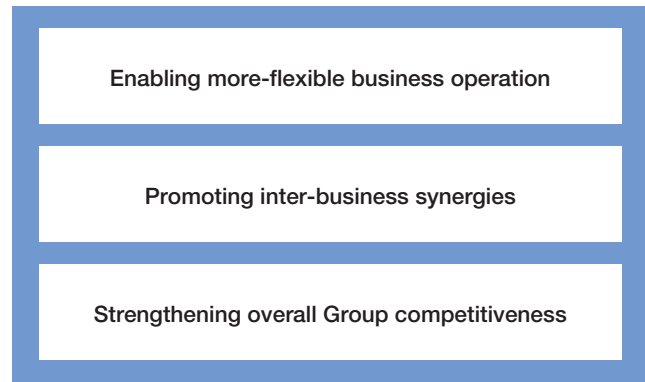 Enabling more-flexible business operation
Promoting inter-business synergies
Strengthening overall Group competitiveness